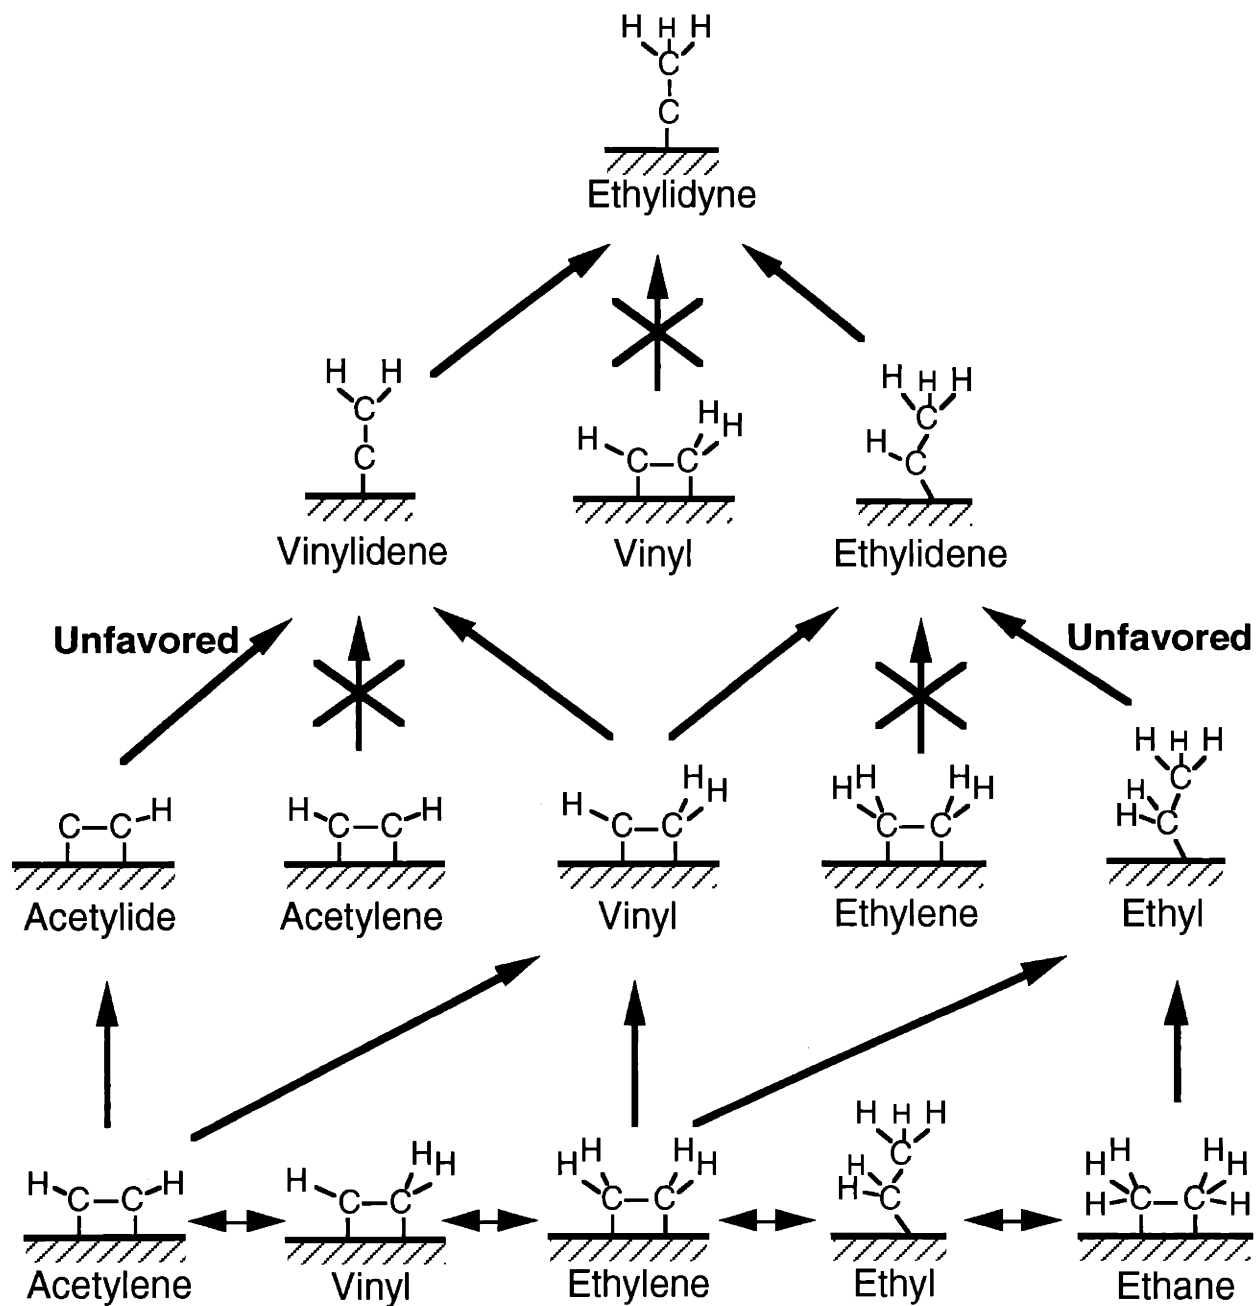 H H H
C
C
Ethylidyne
H H
C
C
Vinylidene
H H H
C—C
Vinyl
H H H
H C
C
Ethylidene
Unfavored
Unfavored
C—C H
Acetylide
H C—C H
Acetylene
H H H
C—C
Vinyl
H H H H
C—C
Ethylene
H H H
C
H
H C
Ethyl
H C—C H
Acetylene
H H H
C—C
Vinyl
H H H H
C—C
Ethylene
H H H
C
H
H C
Ethyl
H H H H
H C—C H
Ethane